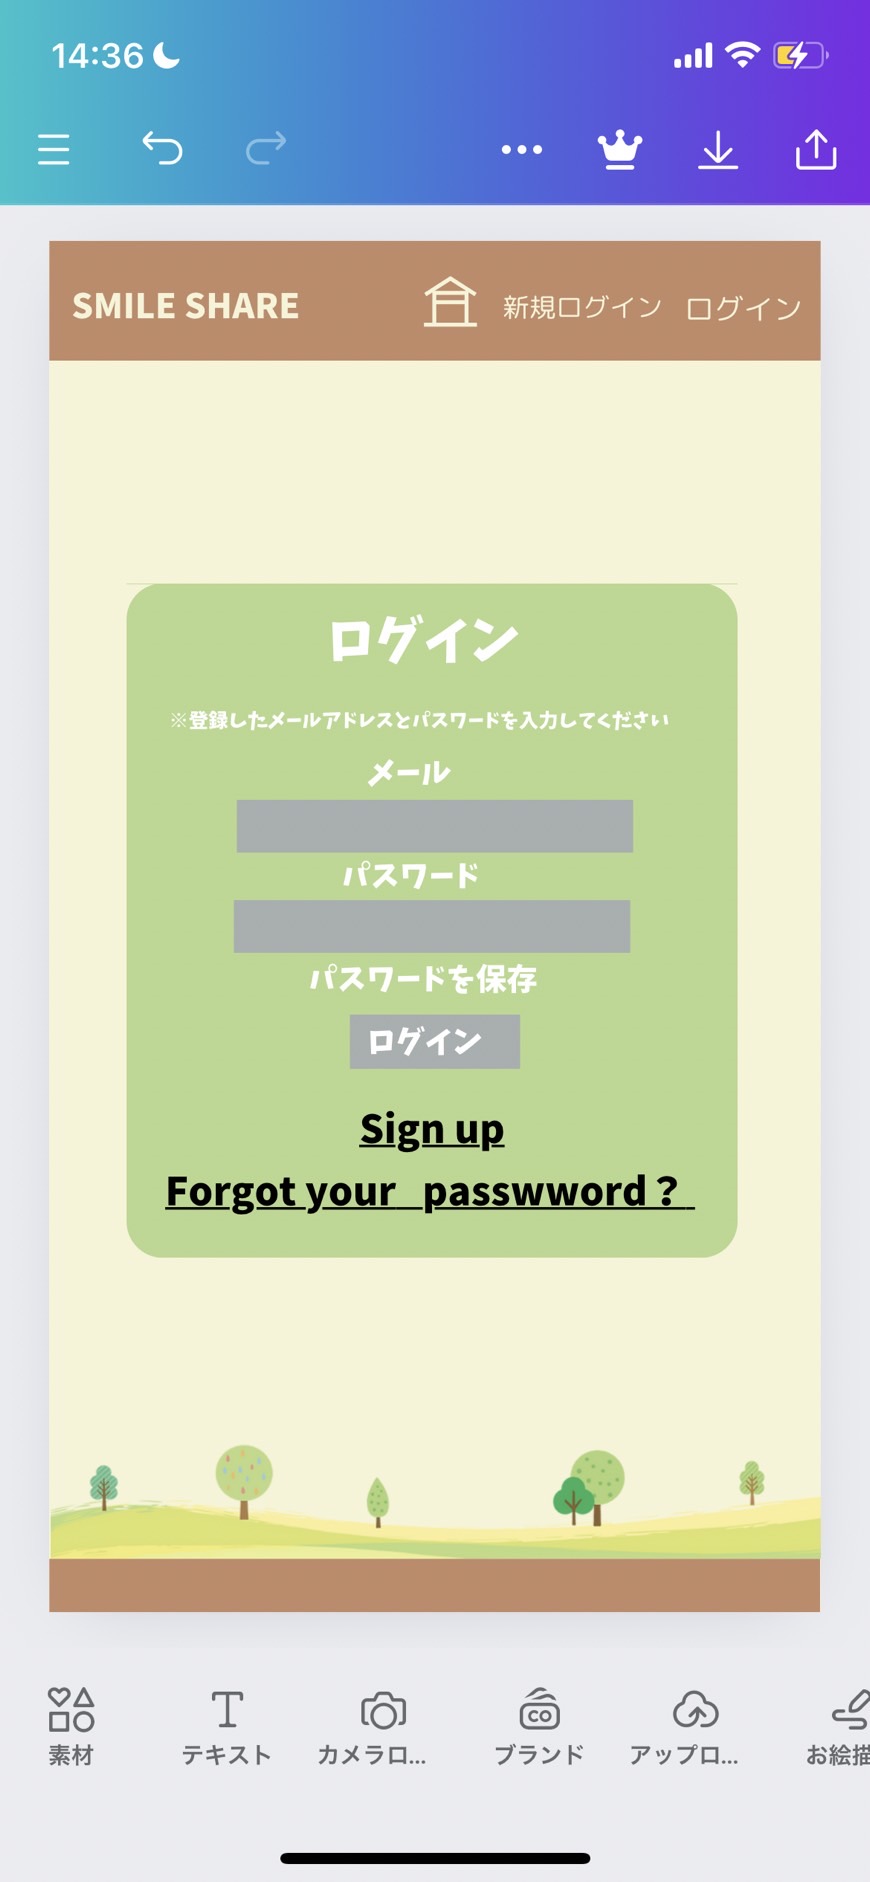 14:36
SMILE SHARE 新規ログイン ログイン
ログイン
※登録したメールアドレスとパスワードを入力してください
メール
パスワード
パスワードを保存
ログイン
Sign up
Forgot your passwword？
CO
素材 テキスト カメラロ... ブランド アップロ... お絵描